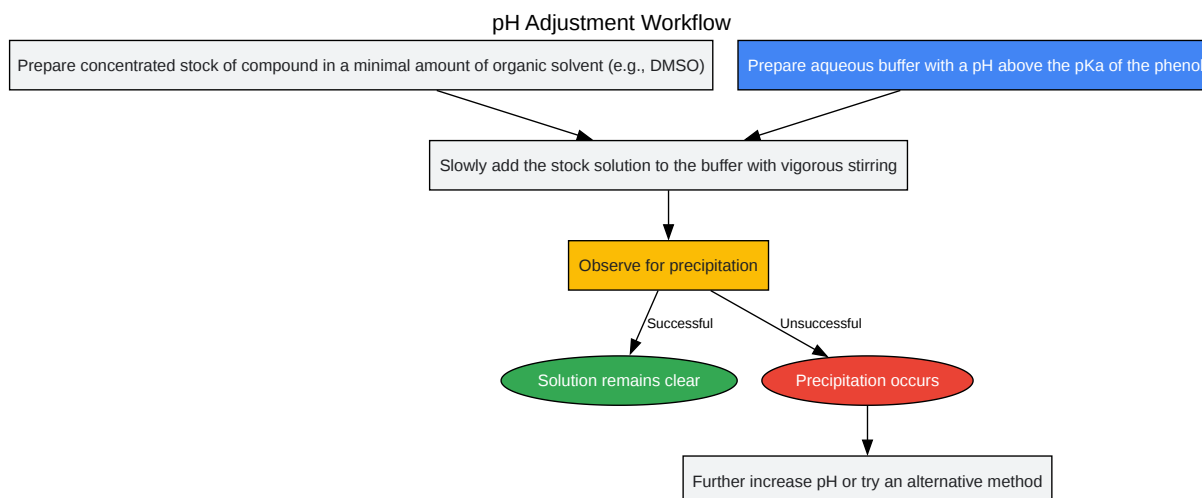 pH Adjustment Workflow
Prepare concentrated stock of compound in a minimal amount of organic solvent (e.g., DMSO)
Prepare aqueous buffer with a pH above the pKa of the phenol
Slowly add the stock solution to the buffer with vigorous stirring
Observe for precipitation
Successful
Unsuccessful
Solution remains clear
Precipitation occurs
Further increase pH or try an alternative method